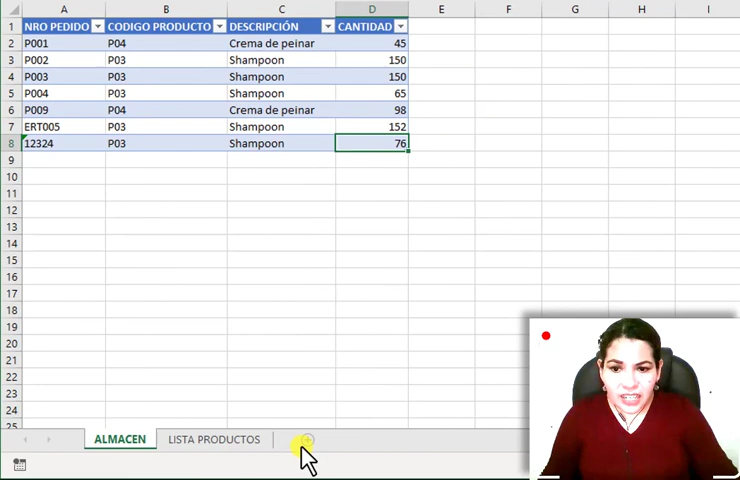 A B C D E F G H I
1 NRO PEDIDO CODIGO PRODUCTO DESCRIPCIÓN CANTIDAD
2 P001 P04 Crema de peinar 45
3 P002 P03 Shampoon 150
4 P003 P03 Shampoon 150
5 P004 P03 Shampoon 65
6 P009 P04 Crema de peinar 98
7 ERT005 P03 Shampoon 152
8 12324 P03 Shampoon 76
9
10
11
12
13
14
15
16
17
18
19
20
21
22
23
24
25
ALMACEN LISTA PRODUCTOS